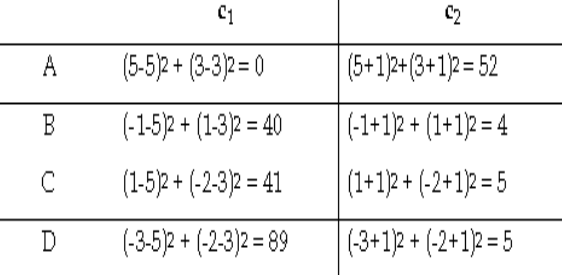 c₁ c₂
A (5-5)2 + (3-3)2 = 0 (5+1)2+(3+1)2 = 52
B (-1-5)2 + (1-3)2 = 40 (-1+1)2 + (1+1)2 = 4
C (1-5)2 + (-2-3)2 = 41 (1+1)2 + (-2+1)2 = 5
D (-3-5)2 + (-2-3)2 = 89 (-3+1)2 + (-2+1)2 = 5